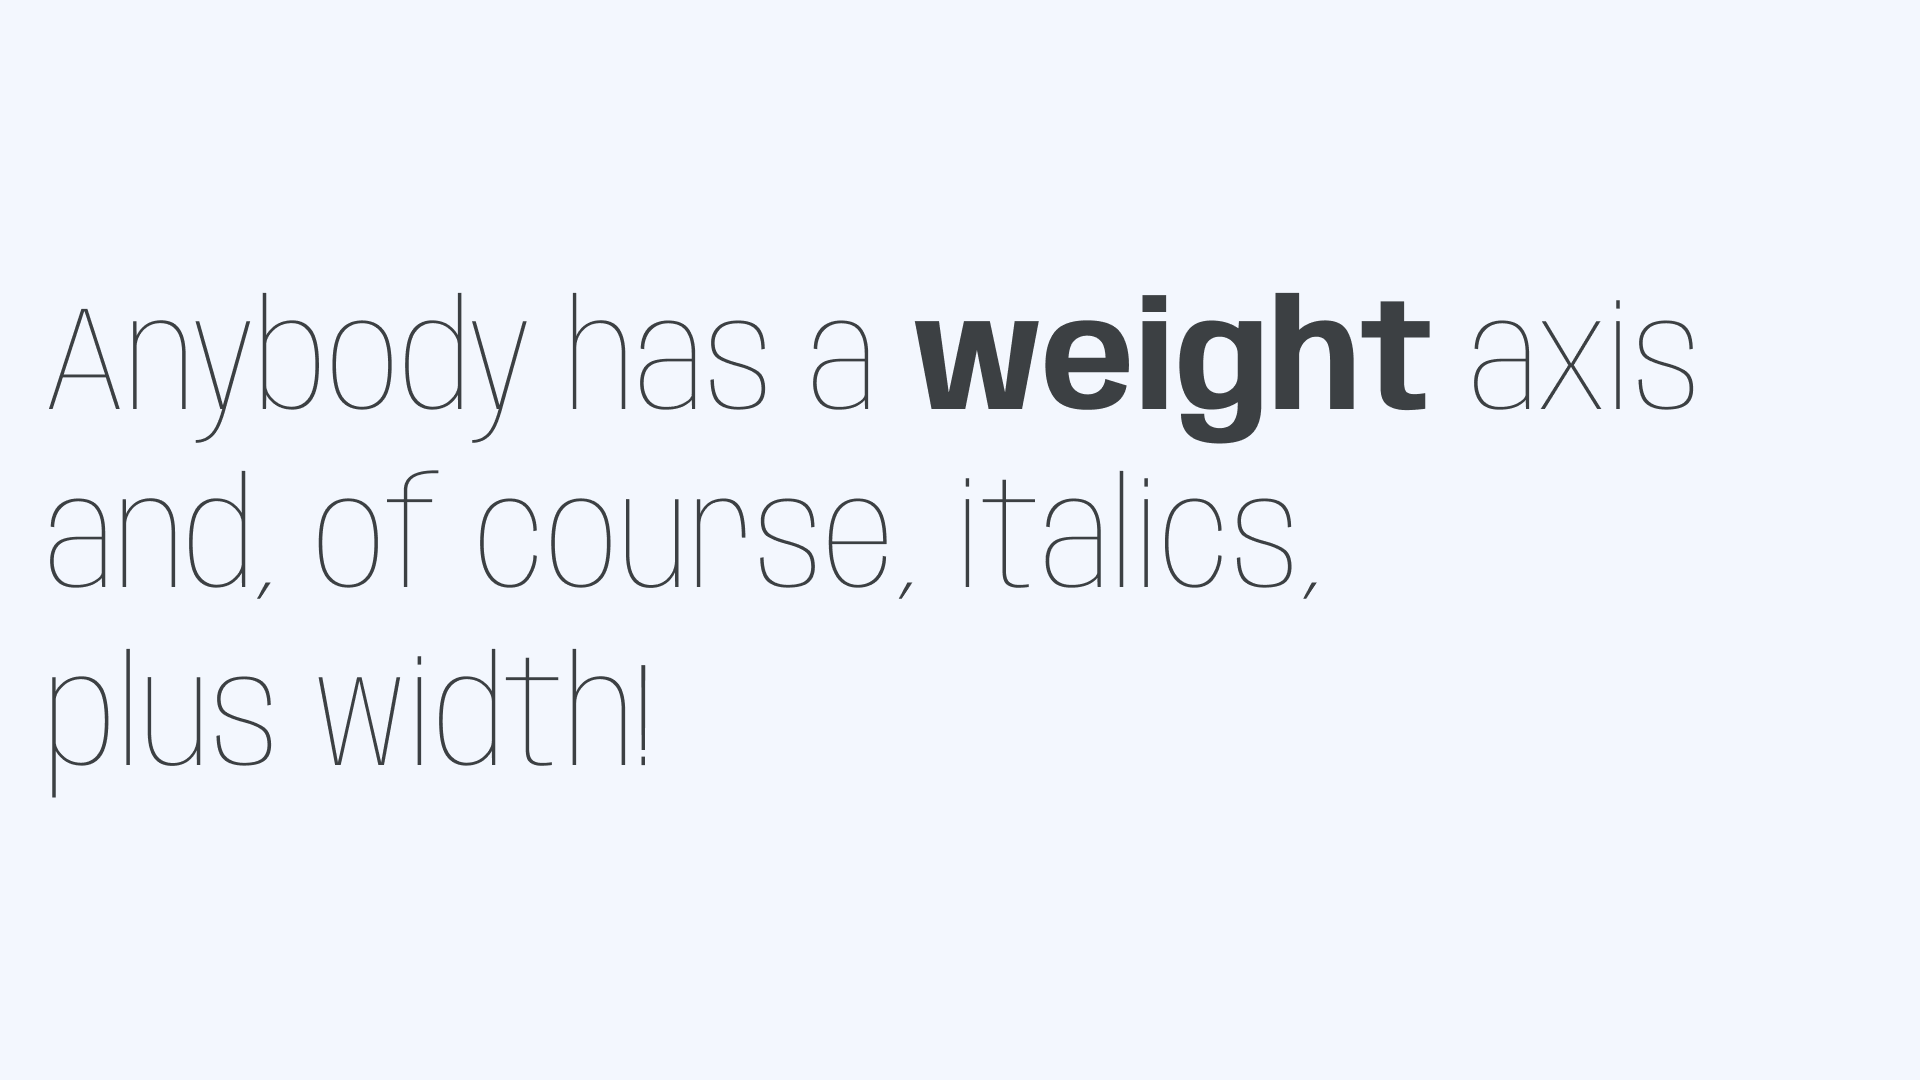 Anybody has a weight axis
and, of course, italics,
plus width!